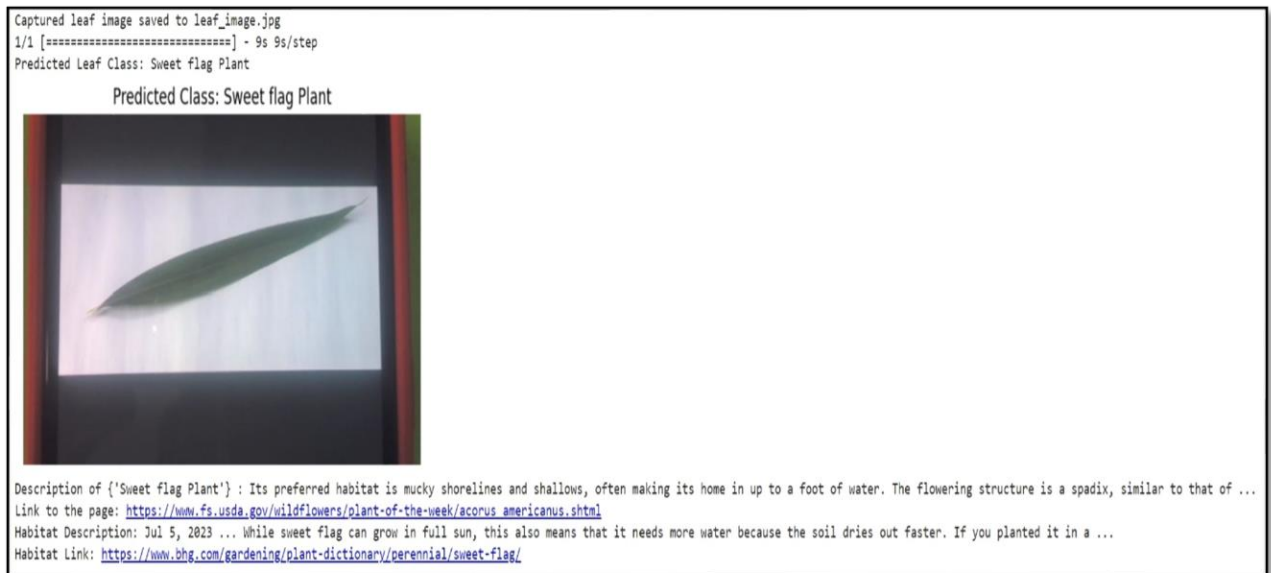 Captured leaf image saved to leaf_image.jpg
1/1 [==============================] - 9s 9s/step
Predicted Leaf Class: Sweet flag Plant
Predicted Class: Sweet flag Plant
Description of {'Sweet flag Plant'} : Its preferred habitat is mucky shorelines and shallows, often making its home in up to a foot of water. The flowering structure is a spadix, similar to that of ...
Link to the page: https://www.fs.usda.gov/wildflowers/plant-of-the-week/acorus_americanus.shtml
Habitat Description: Jul 5, 2023 ... While sweet flag can grow in full sun, this also means that it needs more water because the soil dries out faster. If you planted it in a ...
Habitat Link: https://www.bhg.com/gardening/plant-dictionary/perennial/sweet-flag/